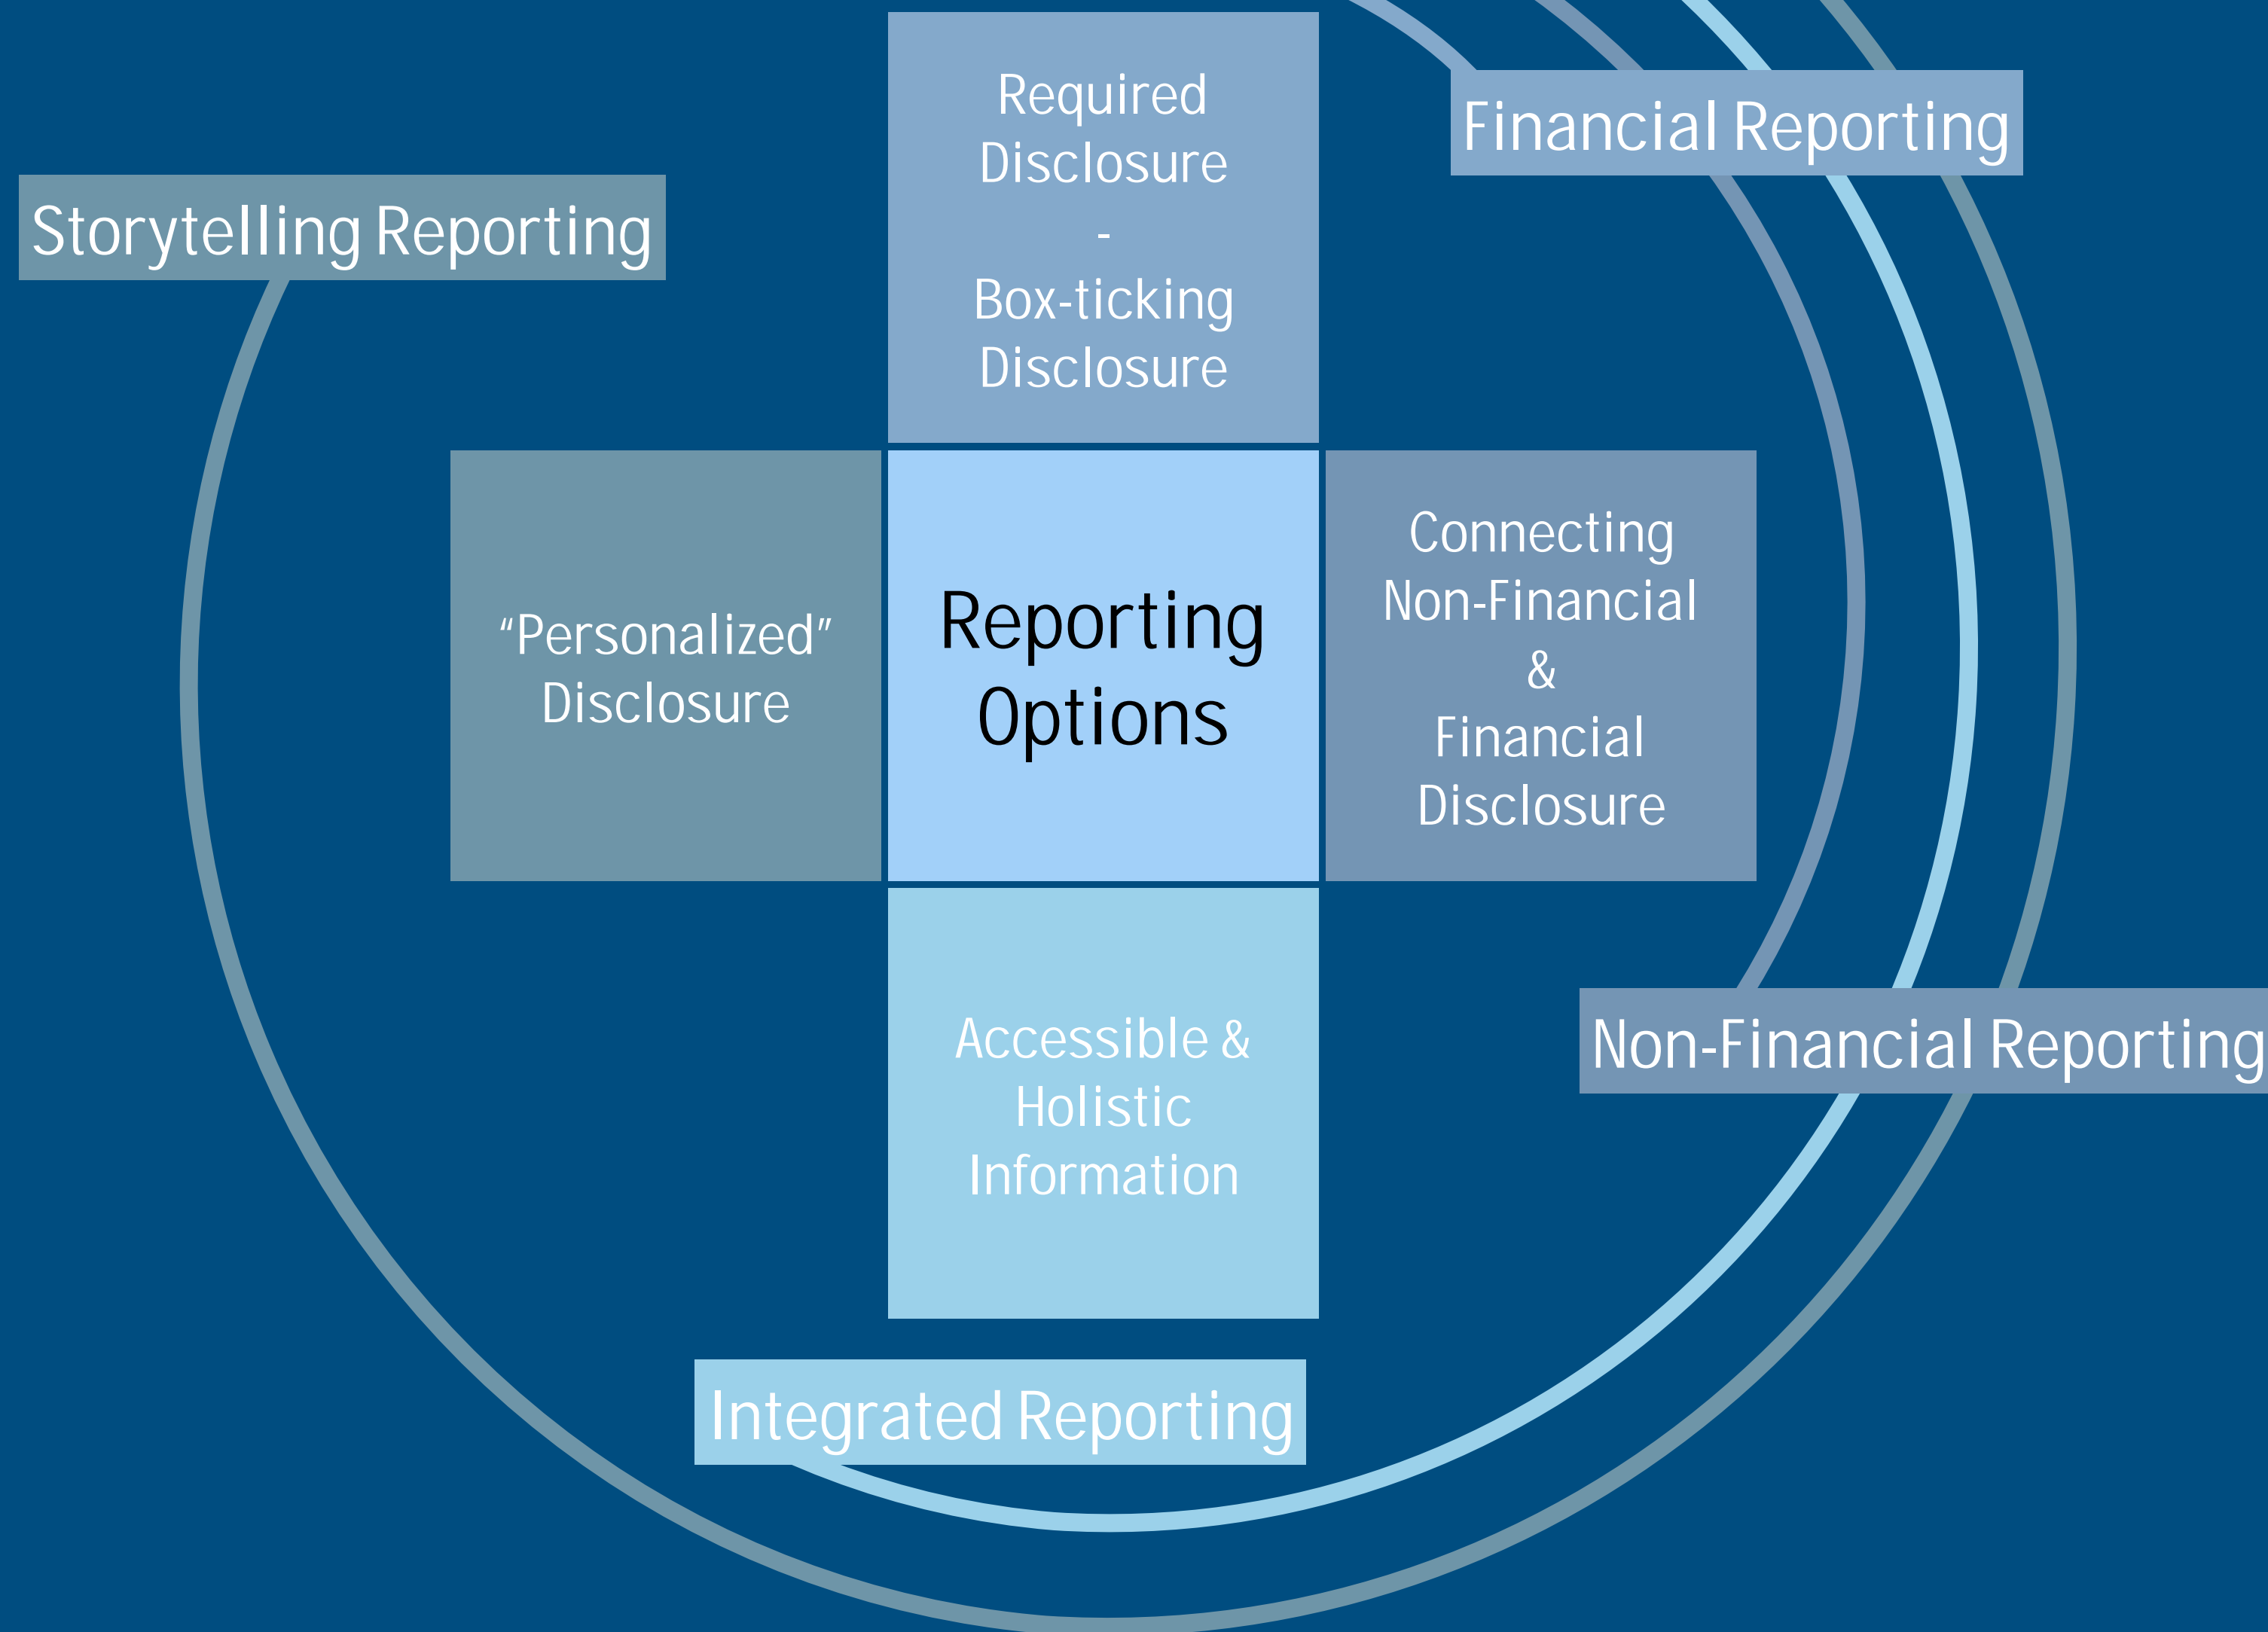 Required
Disclosure
-
Box-ticking
Disclosure
Financial Reporting
Storytelling Reporting
“Personalized”
Disclosure
Reporting
Options
Connecting
Non-Financial
&
Financial
Disclosure
Accessible &
Holistic
Information
Non-Financial Reporting
Integrated Reporting